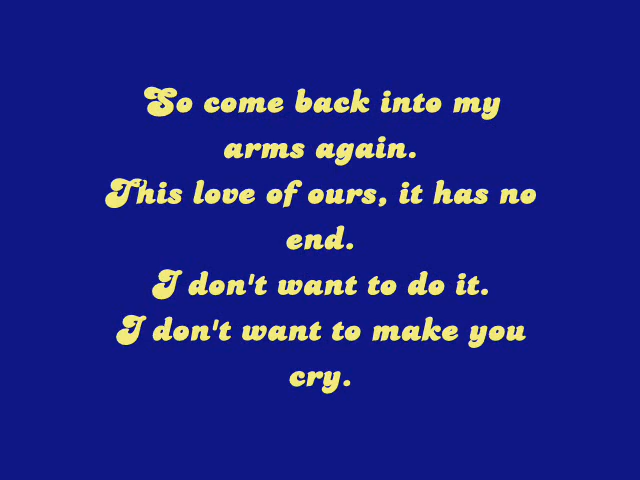 So come back into my
arms again.
This love of ours, it has no
end.
I don't want to do it.
I don't want to make you
cry.